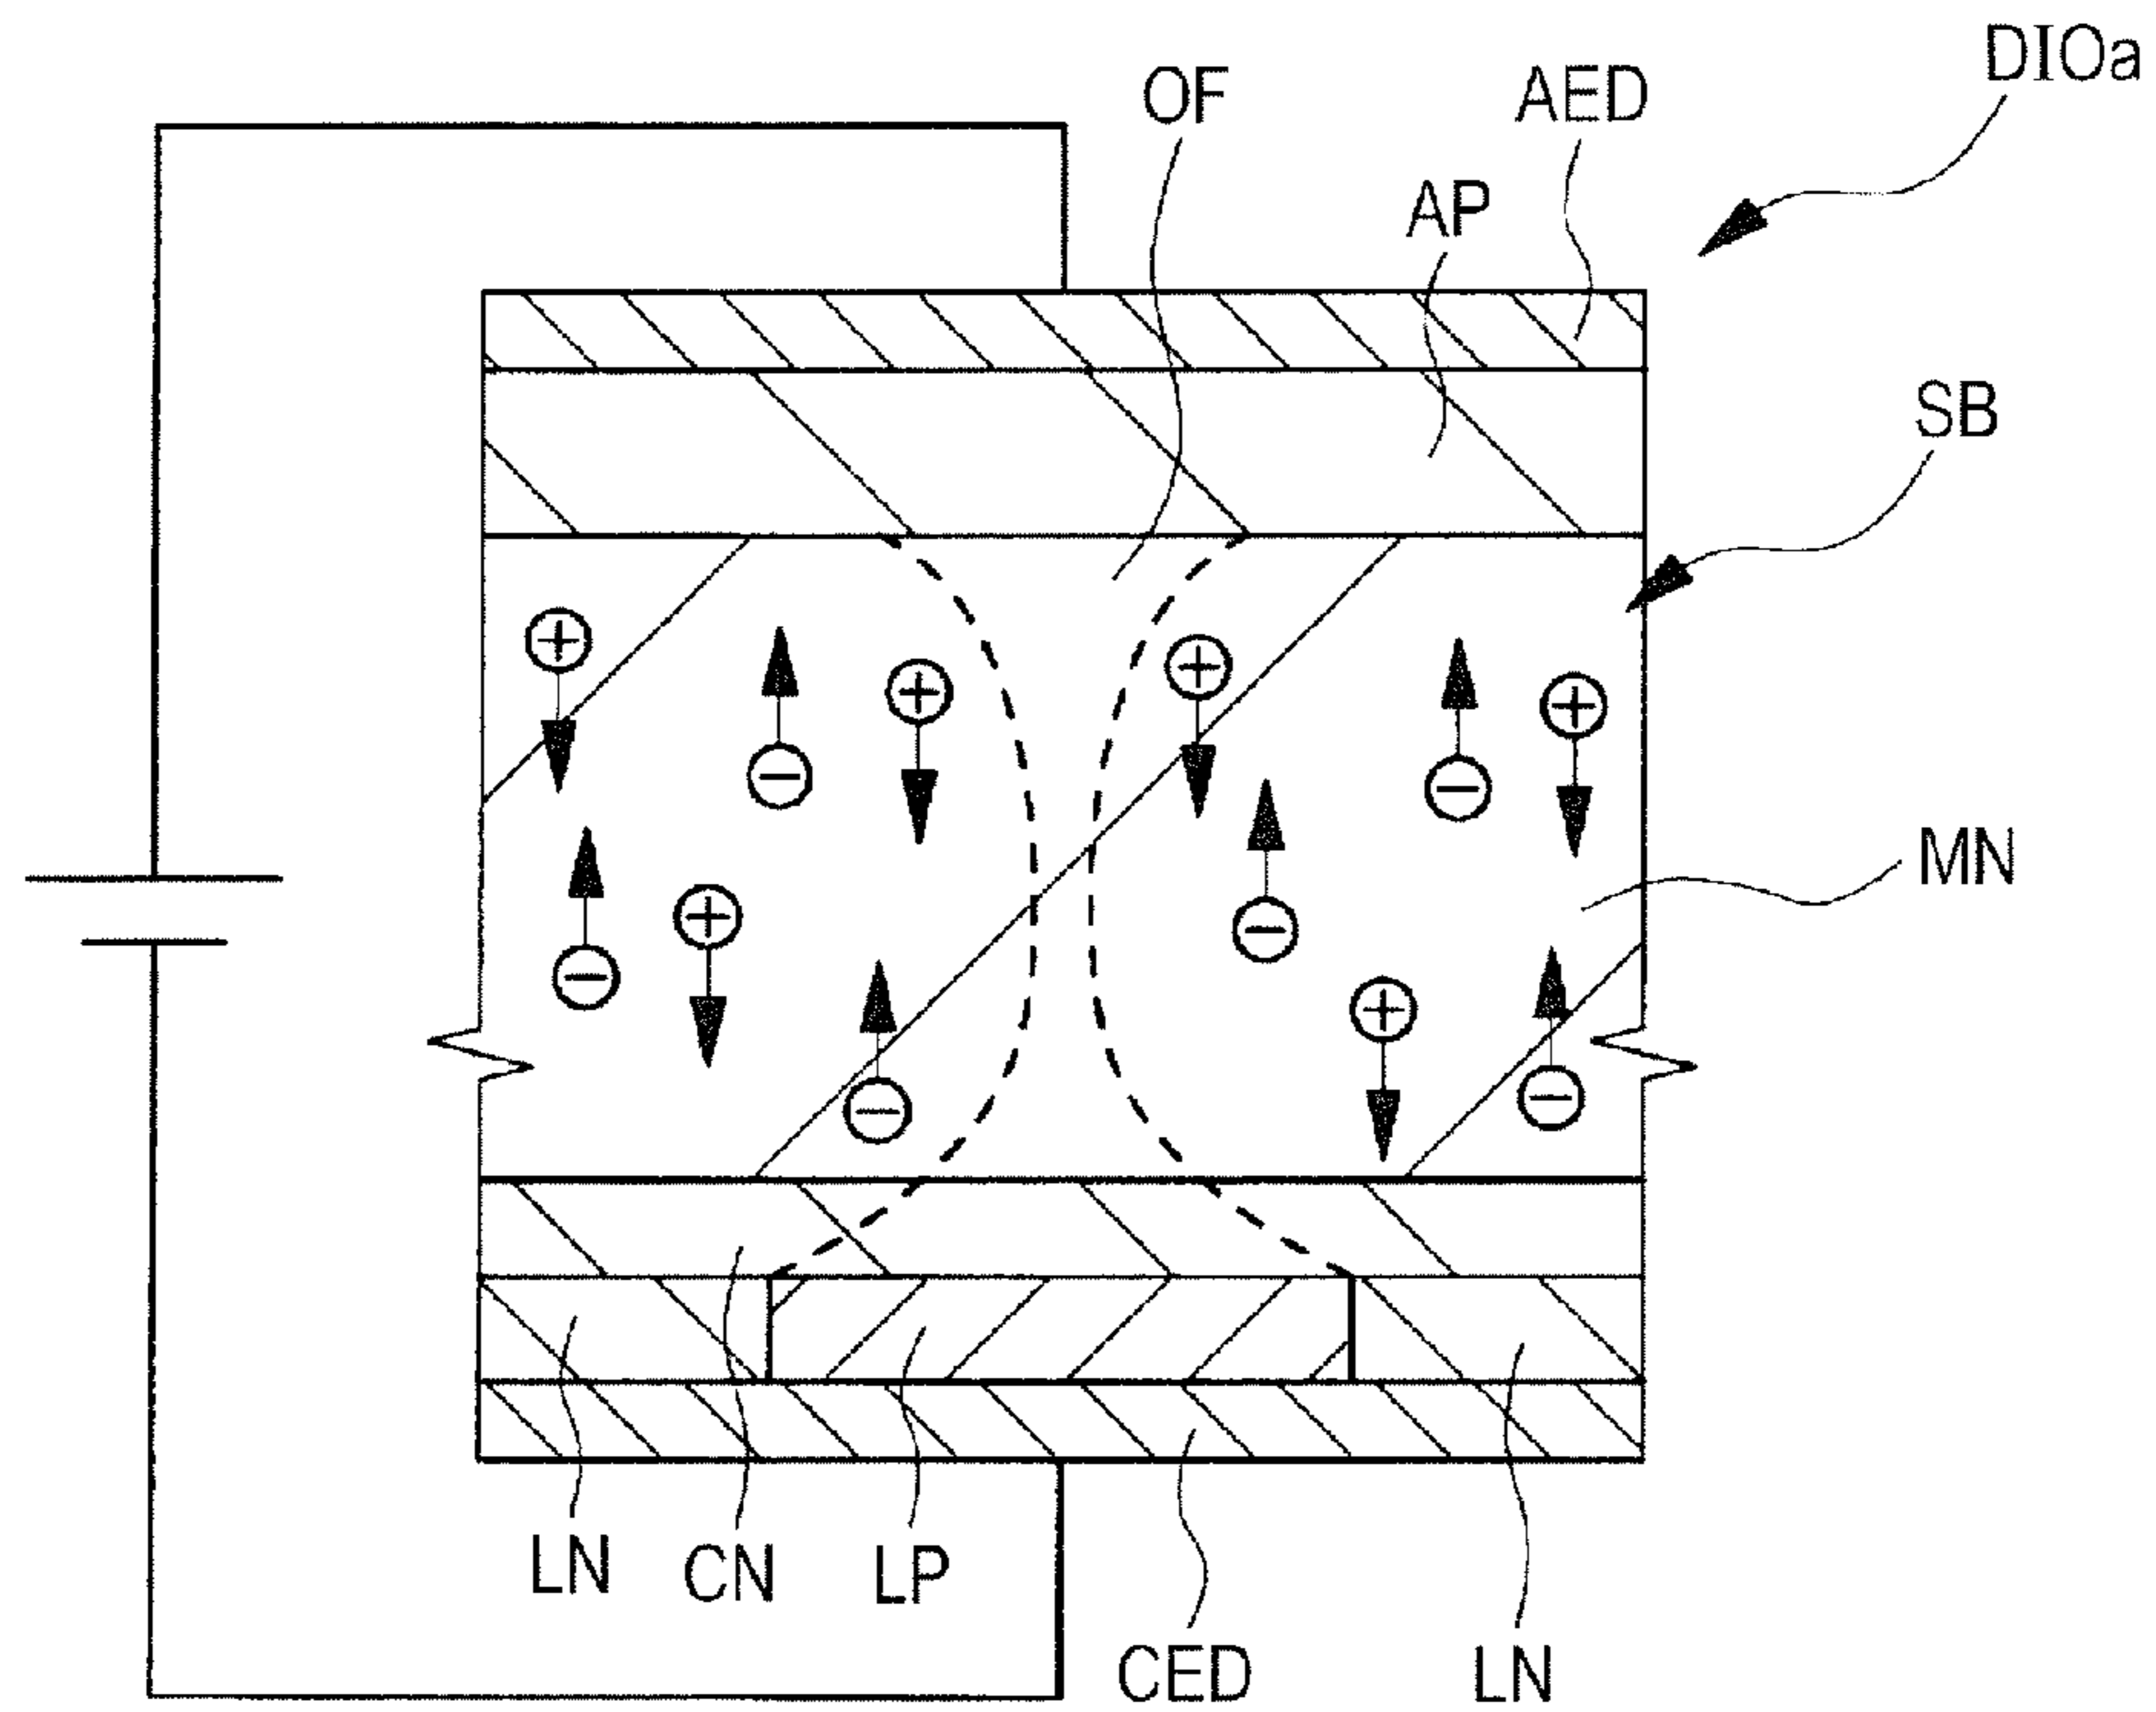 DIOa
OF
AED
AP
SB
MN
LN
CN
LP
CED
LN